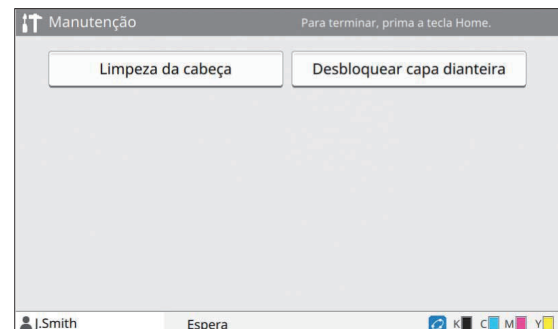 Manutenção
Para terminar, prima a tecla Home.
Limpeza da cabeça
Desbloquear capa dianteira
J.Smith
Espera
K C M Y